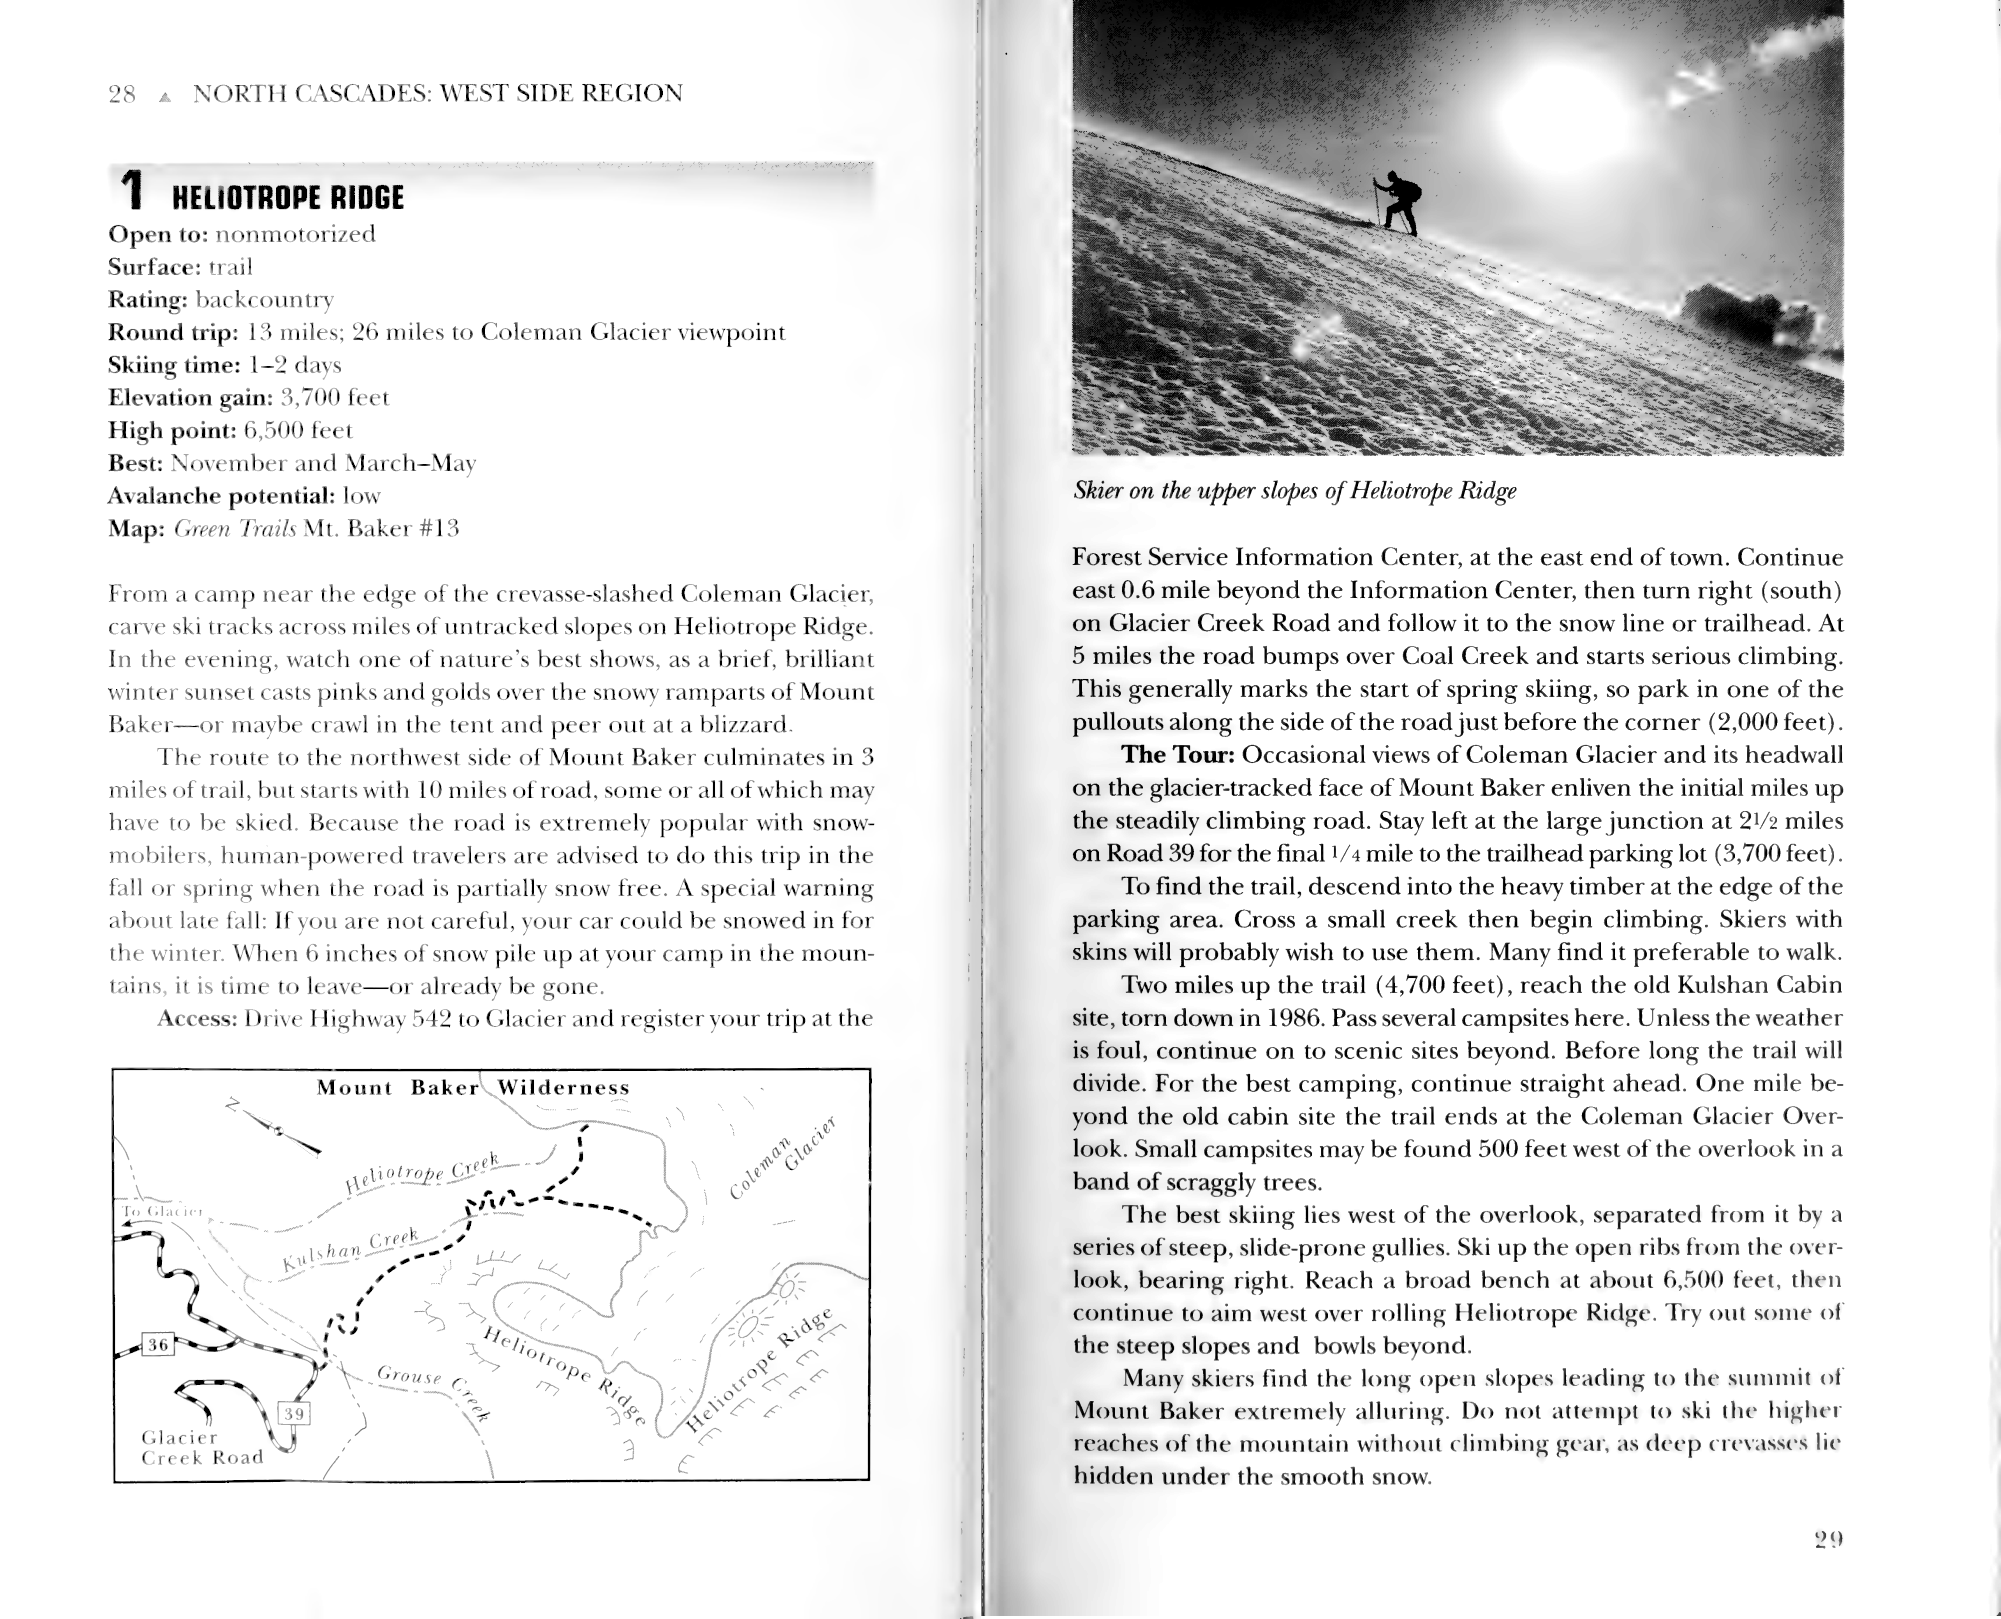 28 ▲ NORTH CASCADES: WEST SIDE REGION
1 HELIOTROPE RIDGE
Open to: nonmotorized
Surface: trail
Rating: backcountry
Round trip: 13 miles; 26 miles to Coleman Glacier viewpoint
Skiing time: 1–2 days
Elevation gain: 3,700 feet
High point: 6,500 feet
Best: November and March–May
Avalanche potential: low
Map: Green Trails Mt. Baker #13
From a camp near the edge of the crevasse-slashed Coleman Glacier,
carve ski tracks across miles of untracked slopes on Heliotrope Ridge.
In the evening, watch one of nature's best shows, as a brief, brilliant
winter sunset casts pinks and golds over the snowy ramparts of Mount
Baker—or maybe crawl in the tent and peer out at a blizzard.
The route to the northwest side of Mount Baker culminates in 3
miles of trail, but starts with 10 miles of road, some or all of which may
have to be skied. Because the road is extremely popular with snow-
mobilers, human-powered travelers are advised to do this trip in the
fall or spring when the road is partially snow free. A special warning
about late fall: If you are not careful, your car could be snowed in for
the winter. When 6 inches of snow pile up at your camp in the moun-
tains, it is time to leave—or already be gone.
Access: Drive Highway 542 to Glacier and register your trip at the
Mount Baker Wilderness
N
Heliotrope Creek
Coleman
Glacier
To Glacier
Kulshan Creek
36
Heliotrope Ridge
Heliotrope Ridge
Grouse Creek
39
Glacier
Creek Road
Skier on the upper slopes of Heliotrope Ridge
Forest Service Information Center, at the east end of town. Continue
east 0.6 mile beyond the Information Center, then turn right (south)
on Glacier Creek Road and follow it to the snow line or trailhead. At
5 miles the road bumps over Coal Creek and starts serious climbing.
This generally marks the start of spring skiing, so park in one of the
pullouts along the side of the road just before the corner (2,000 feet).
The Tour: Occasional views of Coleman Glacier and its headwall
on the glacier-tracked face of Mount Baker enliven the initial miles up
the steadily climbing road. Stay left at the large junction at 2 1/2 miles
on Road 39 for the final 1/4 mile to the trailhead parking lot (3,700 feet).
To find the trail, descend into the heavy timber at the edge of the
parking area. Cross a small creek then begin climbing. Skiers with
skins will probably wish to use them. Many find it preferable to walk.
Two miles up the trail (4,700 feet), reach the old Kulshan Cabin
site, torn down in 1986. Pass several campsites here. Unless the weather
is foul, continue on to scenic sites beyond. Before long the trail will
divide. For the best camping, continue straight ahead. One mile be-
yond the old cabin site the trail ends at the Coleman Glacier Over-
look. Small campsites may be found 500 feet west of the overlook in a
band of scraggly trees.
The best skiing lies west of the overlook, separated from it by a
series of steep, slide-prone gullies. Ski up the open ribs from the over-
look, bearing right. Reach a broad bench at about 6,500 feet, then
continue to aim west over rolling Heliotrope Ridge. Try out some of
the steep slopes and bowls beyond.
Many skiers find the long open slopes leading to the summit of
Mount Baker extremely alluring. Do not attempt to ski the higher
reaches of the mountain without climbing gear, as deep crevasses lie
hidden under the smooth snow.
29